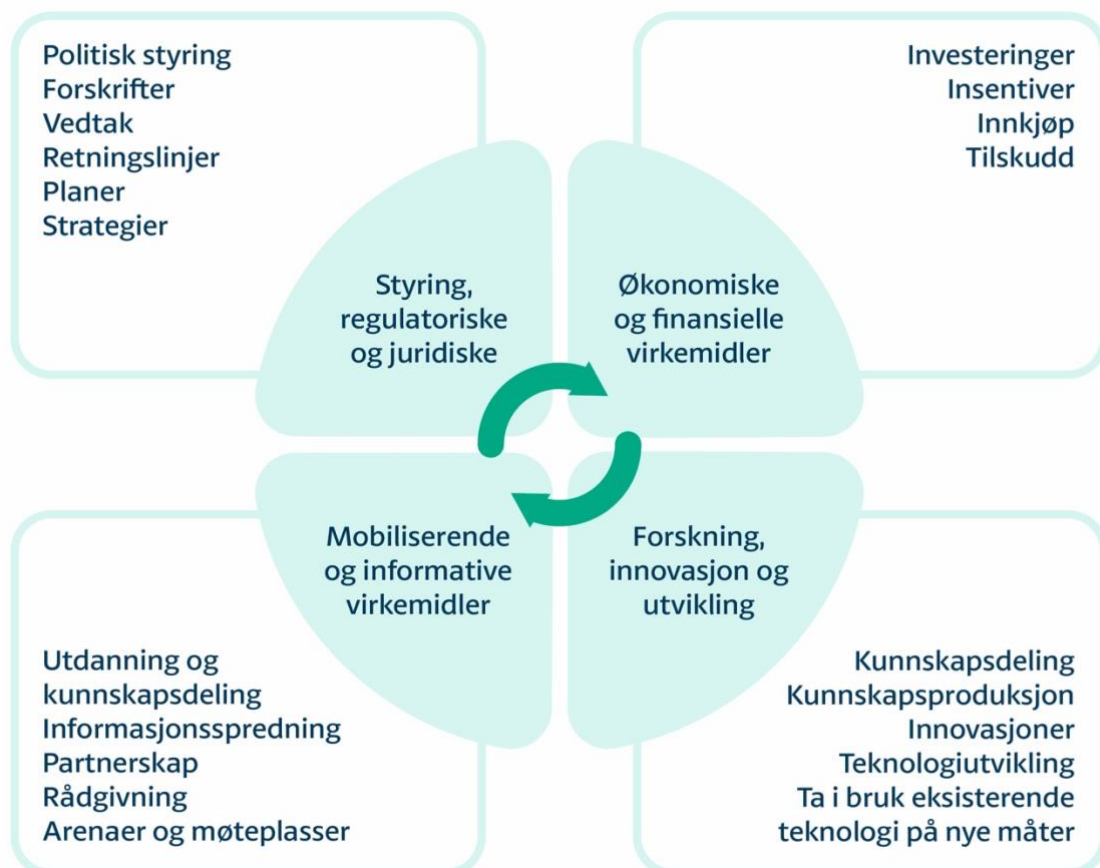 Politisk styring
Forskrifter
Vedtak
Retningslinjer
Planer
Strategier
Investeringer
Insentiver
Innkjøp
Tilskudd
Styring,
regulatoriske
og juridiske
Økonomiske
og finansielle
virkemidler
Mobiliserende
og informative
virkemidler
Forskning,
innovasjon og
utvikling
Utdanning og
kunnskapsdeling
Informasjonsspredning
Partnerskap
Rådgivning
Arenaer og møteplasser
Kunnskapsdeling
Kunnskapsproduksjon
Innovasjoner
Teknologiutvikling
Ta i bruk eksisterende
teknologi på nye måter